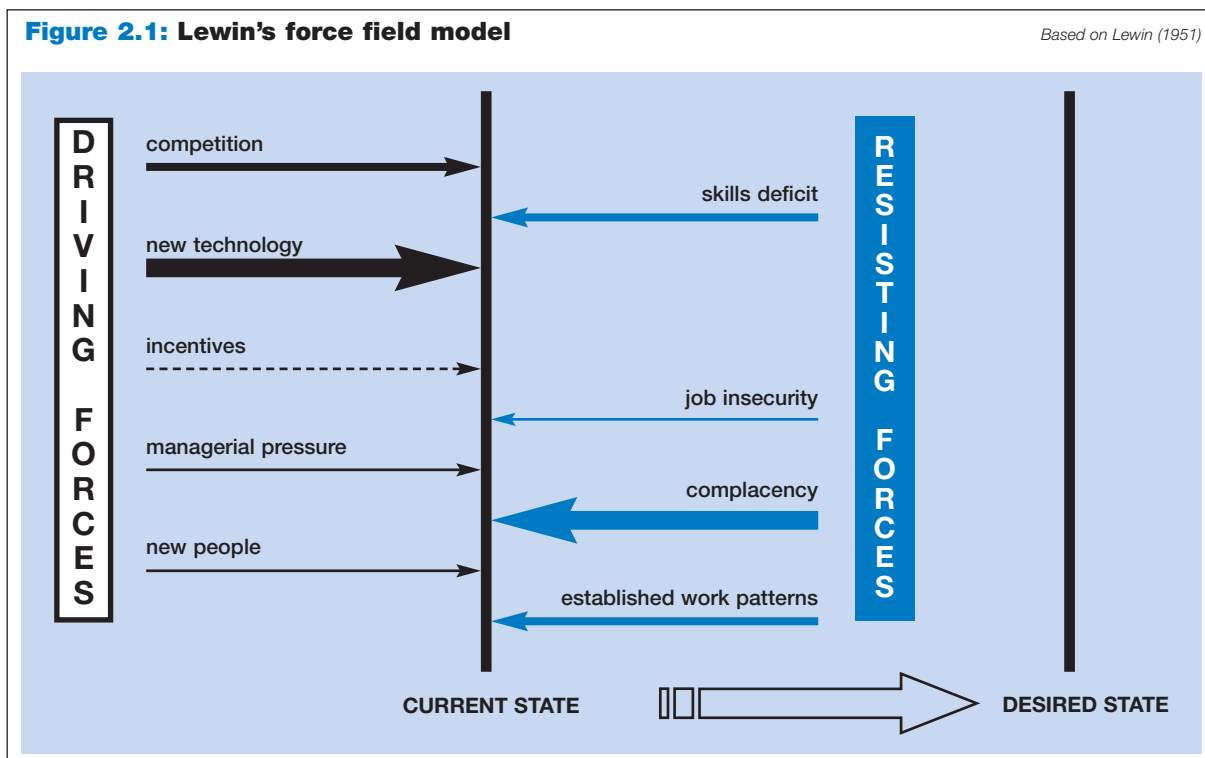 Figure 2.1: Lewin's force field model
Based on Lewin (1951)
DRIVING FORCES
competition
new technology
incentives
managerial pressure
new people
skills deficit
job insecurity
complacency
established work patterns
RESISTING FORCES
CURRENT STATE
DESIRED STATE